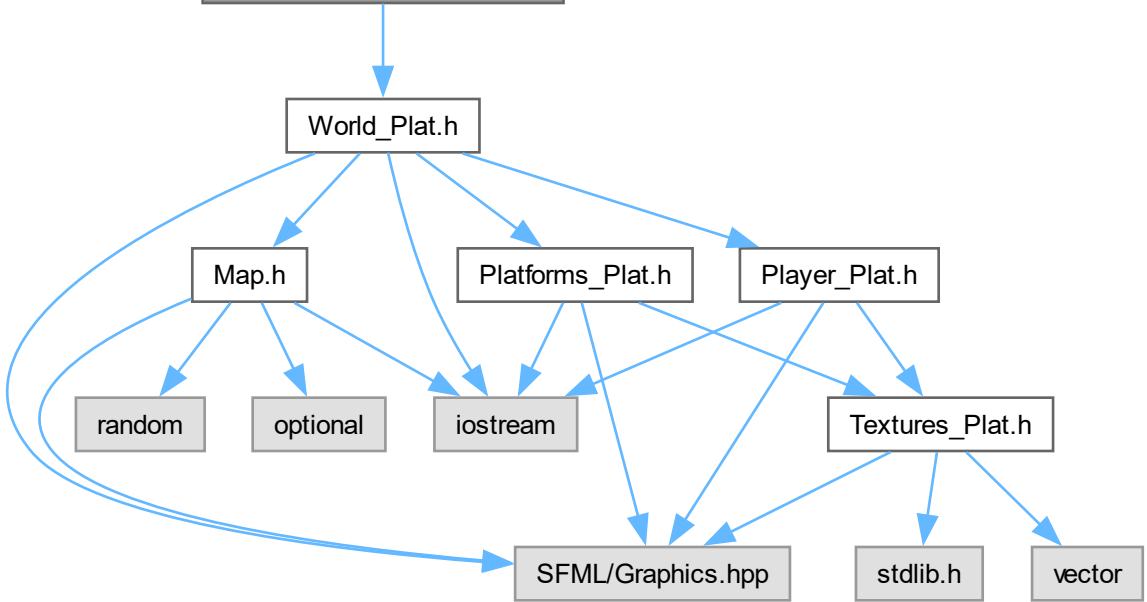 World_Plat.h
Map.h
Platforms_Plat.h
Player_Plat.h
random
optional
iostream
Textures_Plat.h
SFML/Graphics.hpp
stdlib.h
vector